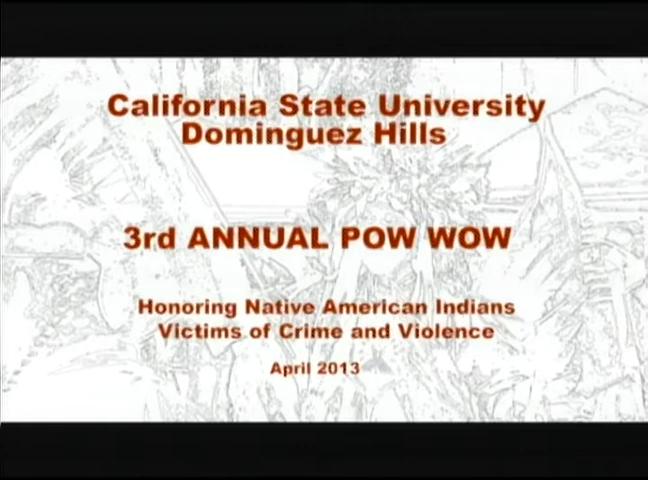 California State University
Dominguez Hills
3rd ANNUAL POW WOW
Honoring Native American Indians
Victims of Crime and Violence
April 2013